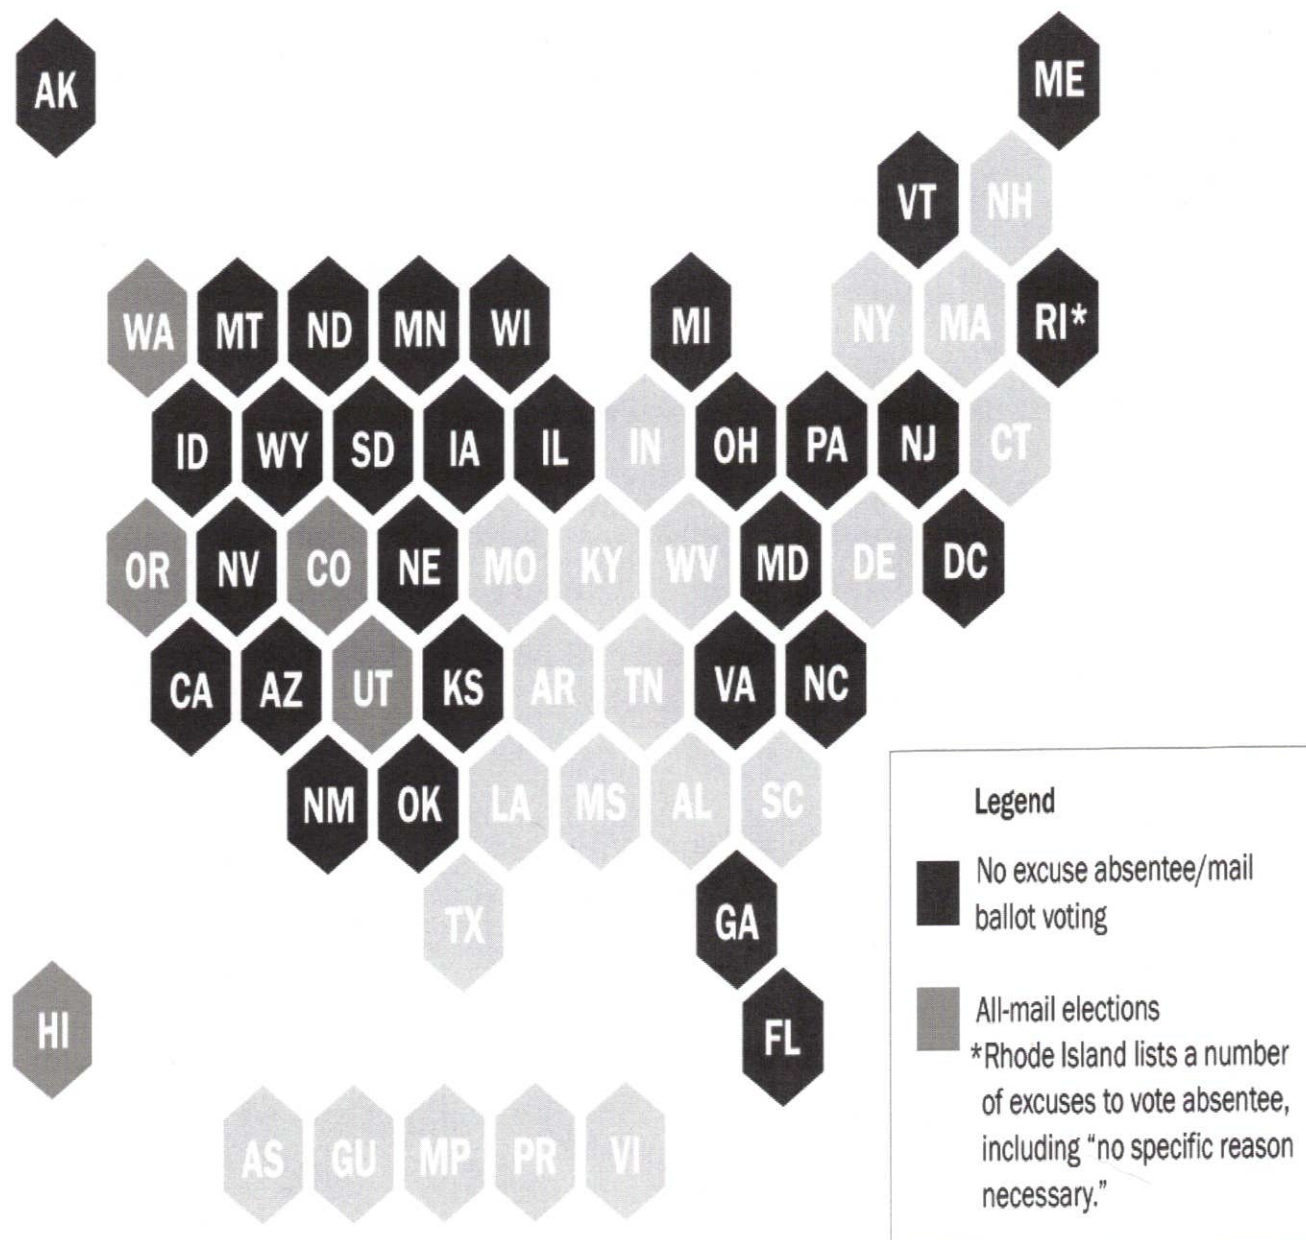 AK
ME
VT NH
WA MT ND MN WI MI NY MA RI*
ID WY SD IA IL IN OH PA NJ CT
OR NV CO NE MO KY WV MD DE DC
CA AZ UT KS AR TN VA NC
NM OK LA MS AL SC
TX GA
HI FL
AS GU MP PR VI
Legend
No excuse absentee/mail
ballot voting
All-mail elections
*Rhode Island lists a number
of excuses to vote absentee,
including “no specific reason
necessary.”